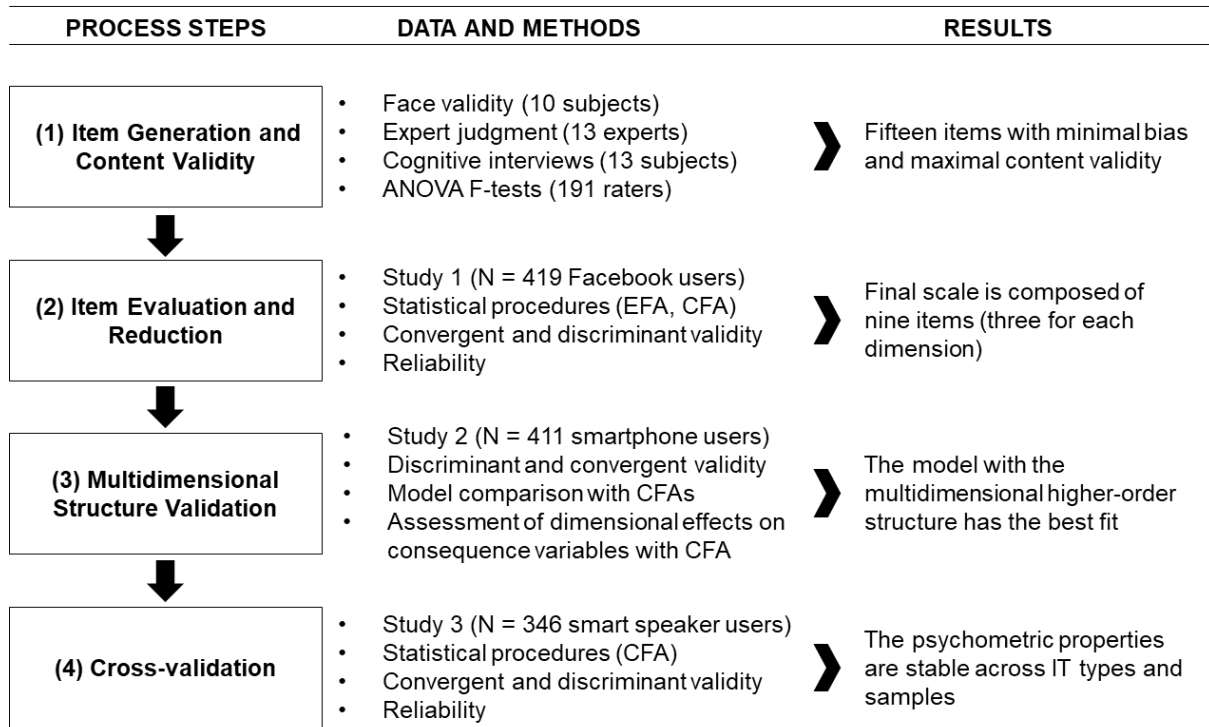 PROCESS STEPS DATA AND METHODS RESULTS
(1) Item Generation and
Content Validity
• Face validity (10 subjects)
• Expert judgment (13 experts)
• Cognitive interviews (13 subjects)
• ANOVA F-tests (191 raters)
Fifteen items with minimal bias
and maximal content validity
(2) Item Evaluation and
Reduction
• Study 1 (N = 419 Facebook users)
• Statistical procedures (EFA, CFA)
• Convergent and discriminant validity
• Reliability
Final scale is composed of
nine items (three for each
dimension)
(3) Multidimensional
Structure Validation
• Study 2 (N = 411 smartphone users)
• Discriminant and convergent validity
• Model comparison with CFAs
• Assessment of dimensional effects on
consequence variables with CFA
The model with the
multidimensional higher-order
structure has the best fit
(4) Cross-validation
• Study 3 (N = 346 smart speaker users)
• Statistical procedures (CFA)
• Convergent and discriminant validity
• Reliability
The psychometric properties
are stable across IT types and
samples